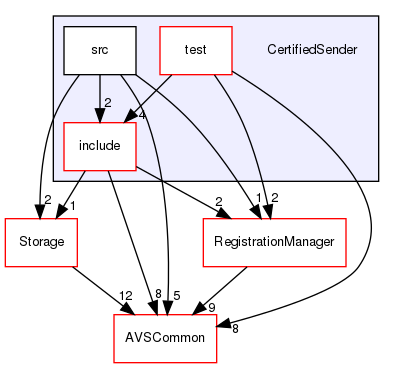 src
test
CertifiedSender
2
4
include
2
1
2
1
2
Storage
RegistrationManager
12
8
5
9
8
AVSCommon